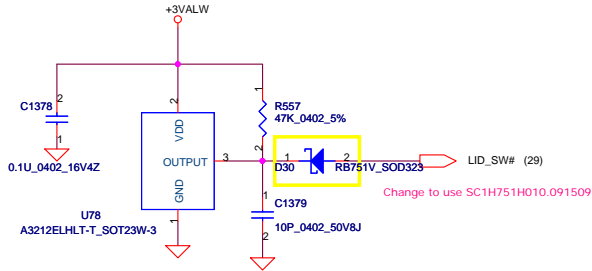 +3VALW
C1378
2
1
0.1U_0402_16V4Z
2
VDD
OUTPUT
3
GND
1
U78
A3212ELHLT-T_SOT23W-3
1
R557
47K_0402_5%
2
1
2
D30
RB751V_SOD323
LID_SW# (29)
Change to use SC1H751H010.091509
1
C1379
10P_0402_50V8J
2